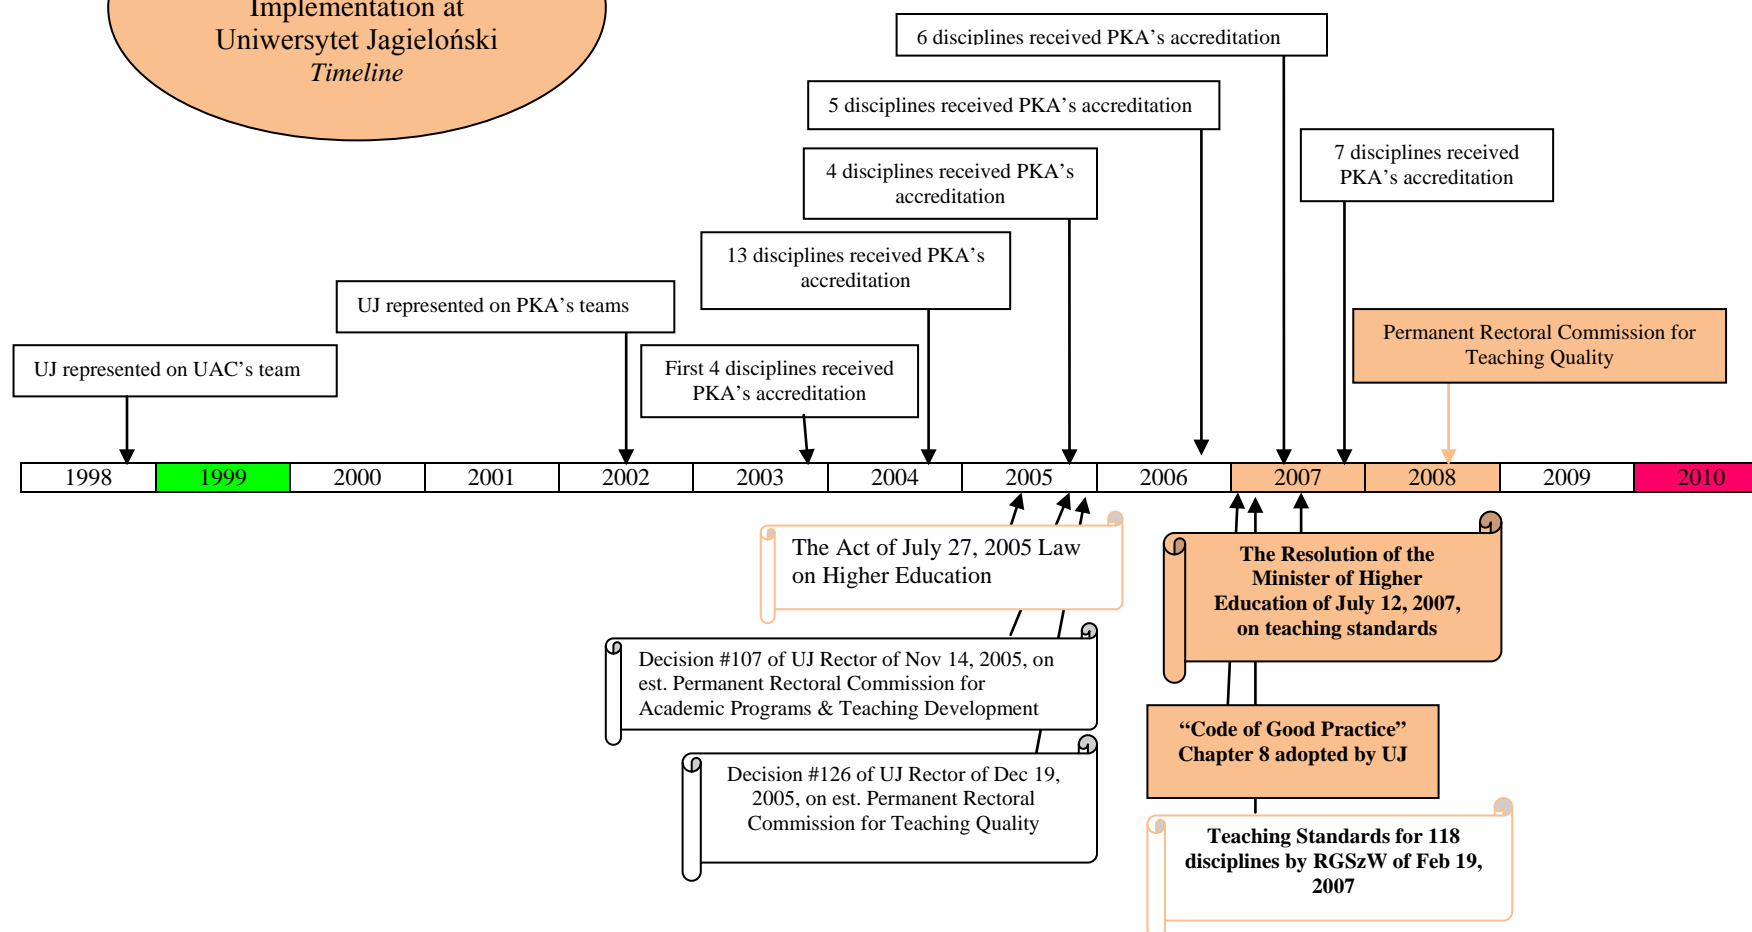 Implementation at
Uniwersytet Jagieloński
Timeline
6 disciplines received PKA’s accreditation
5 disciplines received PKA’s accreditation
7 disciplines received
PKA’s accreditation
4 disciplines received PKA’s
accreditation
13 disciplines received PKA’s
accreditation
UJ represented on PKA’s teams
Permanent Rectoral Commission for
Teaching Quality
UJ represented on UAC’s team
First 4 disciplines received
PKA’s accreditation
1998 1999 2000 2001 2002 2003 2004 2005 2006 2007 2008 2009 2010
The Act of July 27, 2005 Law
on Higher Education
The Resolution of the
Minister of Higher
Education of July 12, 2007,
on teaching standards
Decision #107 of UJ Rector of Nov 14, 2005, on
est. Permanent Rectoral Commission for
Academic Programs & Teaching Development
“Code of Good Practice”
Chapter 8 adopted by UJ
Decision #126 of UJ Rector of Dec 19,
2005, on est. Permanent Rectoral
Commission for Teaching Quality
Teaching Standards for 118
disciplines by RGSzW of Feb 19,
2007